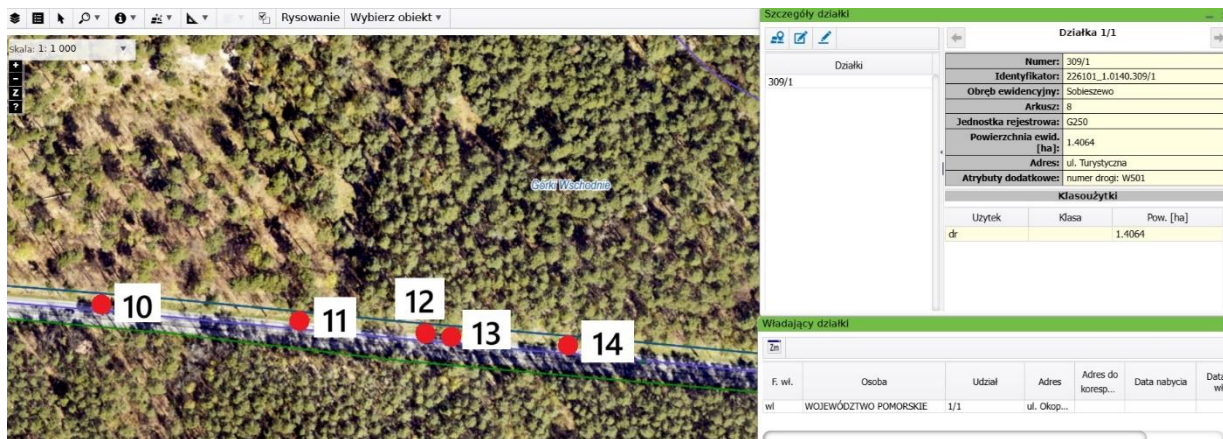 Rysowanie Wybierz obiekt
Skala: 1: 1 000
+
-
Z
?
Górki Wschodnie
10
11
12
13
14
Szczegóły działki
Działki
309/1
Działka 1/1
Numer: 309/1
Identyfikator: 226101_1.0140.309/1
Obręb ewidencyjny: Sobieszewo
Arkusz: 8
Jednostka rejestrowa: G250
Powierzchnia ewid.
[ha]: 1.4064
Adres: ul. Turystyczna
Atrybuty dodatkowe: numer drogi: W501
Klasoużytki
Użytek Klasa Pow. [ha]
dr 1.4064
Władający działki
Zm
F. wł. Osoba Udział Adres Adres do
koresp... Data nabycia Data
wł
wl WOJEWÓDZTWO POMORSKIE 1/1 ul. Okop...